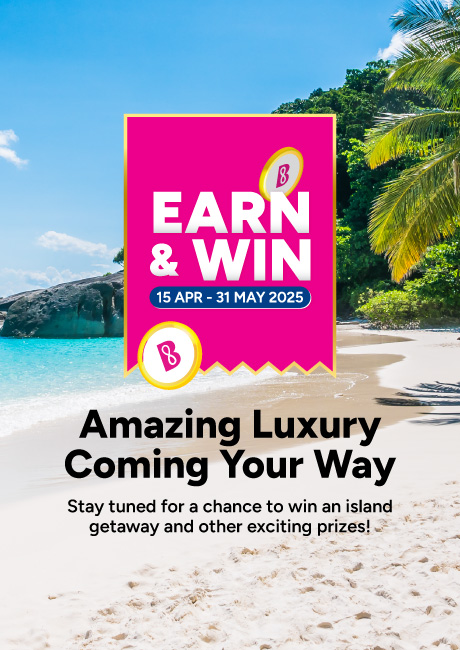 B
EARN
& WIN
15 APR - 31 MAY 2025
B
Amazing Luxury
Coming Your Way
Stay tuned for a chance to win an island
getaway and other exciting prizes!